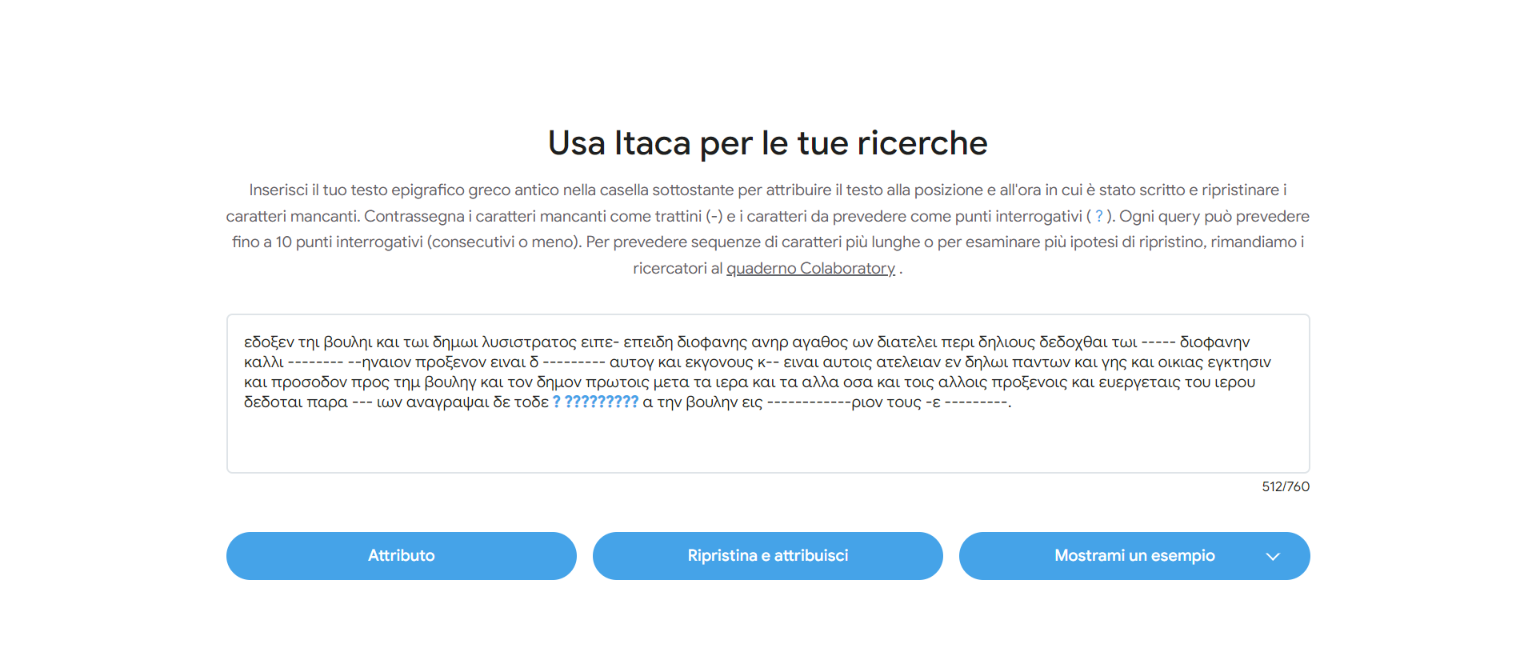 Usa Itaca per le tue ricerche
Inserisci il tuo testo epigrafico greco antico nella casella sottostante per attribuire il testo alla posizione e all'ora in cui è stato scritto e ripristinare i
caratteri mancanti. Contrassegna i caratteri mancanti come trattini (-) e i caratteri da prevedere come punti interrogativi ( ? ). Ogni query può prevedere
fino a 10 punti interrogativi (consecutivi o meno). Per prevedere sequenze di caratteri più lunghe o per esaminare più ipotesi di ripristino, rimandiamo i
ricercatori al quaderno Colaboratory .
εδοξεν τηι βουληι και τωι δημωι λυσιστρατος ειπε- επειδη διοφανης ανηρ αγαθος ων διατελει περι δηλιους δεδοχθαι τωι ----- διοφανην
καλλι -------- --ηναιον προξενον ειναι δ --------- αυτογ και εκγονους κ-- ειναι αυτοις ατελειαν εν δηλωι παντων και γης και οικιας εγκτησιν
και προσοδον προς τημ βουληγ και τον δημον πρωτοις μετα τα ιερα και τα αλλα οσα και τοις αλλοις προξενοις και ευεργεταις του ιερου
δεδοται παρα --- ιων αναγραψαι δε τοδε ? ????????? α την βουλην εις ------------ριον τους -ε ---------.
512/760
Attributo
Ripristina e attribuisci
Mostrami un esempio